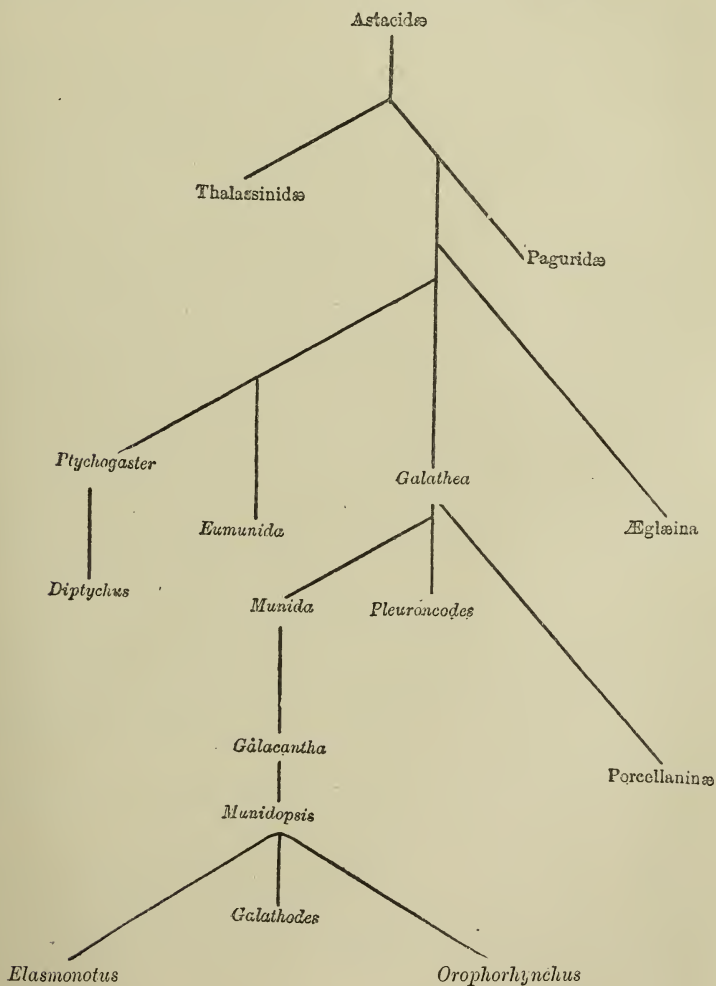 Astacidæ
Thalassinidæ
Paguridæ
Ptychogaster
Galathea
Eumunida
Æglæina
Diptychus
Munida
Pleuroncodes
Galacantha
Porcellaninæ
Munidopsis
Galathodes
Elasmonotus
Orophorhynchus